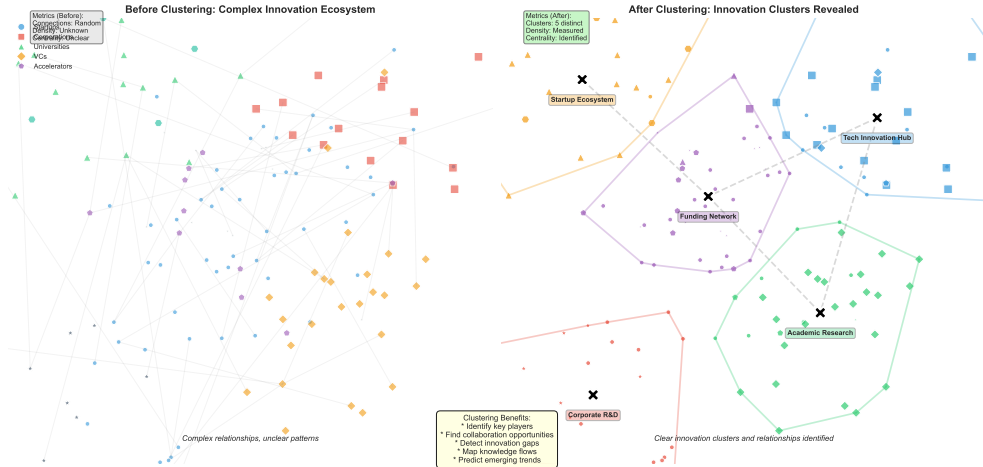 Before Clustering: Complex Innovation Ecosystem
Metrics (Before):
Connections: Random
Density: Unknown
Centrality: Unclear
Universities
VCs
Accelerators
Complex relationships, unclear patterns
After Clustering: Innovation Clusters Revealed
Metrics (After):
Clusters: 5 distinct
Density: Measured
Centrality: Identified
Startup Ecosystem
Tech Innovation Hub
Funding Network
Academic Research
Corporate R&D
Clear innovation clusters and relationships identified
Clustering Benefits:
* Identify key players
* Find collaboration opportunities
* Detect innovation gaps
* Map knowledge flows
* Predict emerging trends